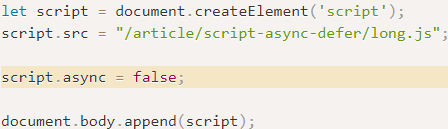 let script = document.createElement('script');
script.src = "/article/script-async-defer/long.js";
script.async = false;
document.body.append(script);